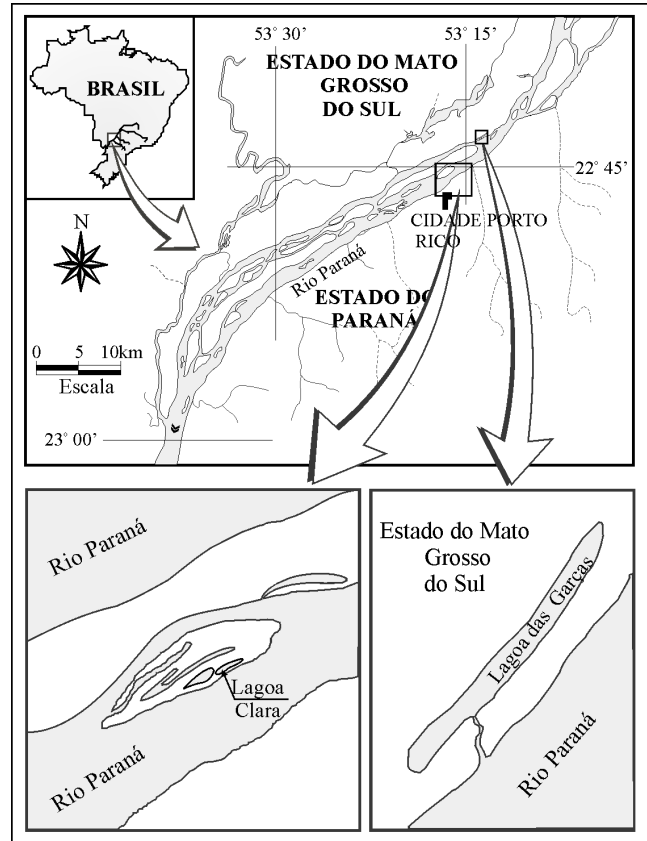 BRASIL
53° 30'
53° 15'
ESTADO DO MATO
GROSSO
DO SUL
22° 45'
N
CIDADE PORTO
RICO
Rio Paraná
ESTADO DO
PARANÁ
0 5 10km
Escala
23° 00'
Rio Paraná
Lagoa
Clara
Rio Paraná
Estado do Mato
Grosso
do Sul
Lagoa das Garças
Rio Paraná